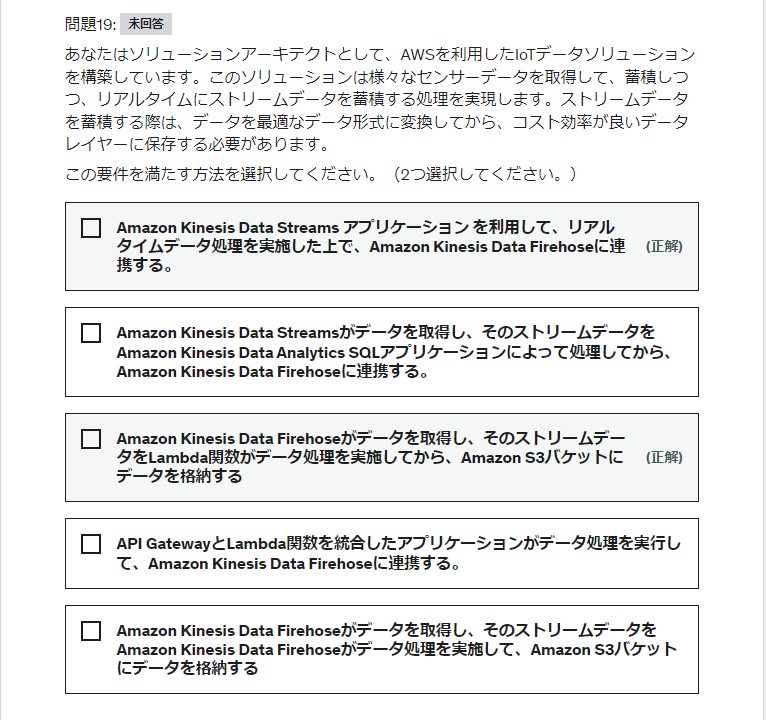 問題19: 未回答
あなたはソリューションアーキテクトとして、AWSを利用したIoTデータソリューション
を構築しています。このソリューションは様々なセンサーデータを取得して、蓄積しつ
つ、リアルタイムにストリームデータを蓄積する処理を実現します。ストリームデータ
を蓄積する際は、データを最適なデータ形式に変換してから、コスト効率が良いデータ
レイヤーに保存する必要があります。
この要件を満たす方法を選択してください。（2つ選択してください。）
Amazon Kinesis Data Streams アプリケーション を利用して、リアル
タイムデータ処理を実施した上で、Amazon Kinesis Data Firehoseに連
携する。
(正解)
Amazon Kinesis Data Streamsがデータを取得し、そのストリームデータを
Amazon Kinesis Data Analytics SQLアプリケーションによって処理してから、
Amazon Kinesis Data Firehoseに連携する。
Amazon Kinesis Data Firehoseがデータを取得し、そのストリームデー
タをLambda関数がデータ処理を実施してから、Amazon S3バケットに
データを格納する
(正解)
API GatewayとLambda関数を統合したアプリケーションがデータ処理を実行し
て、Amazon Kinesis Data Firehoseに連携する。
Amazon Kinesis Data Firehoseがデータを取得し、そのストリームデータを
Amazon Kinesis Data Firehoseがデータ処理を実施して、Amazon S3バケット
にデータを格納する